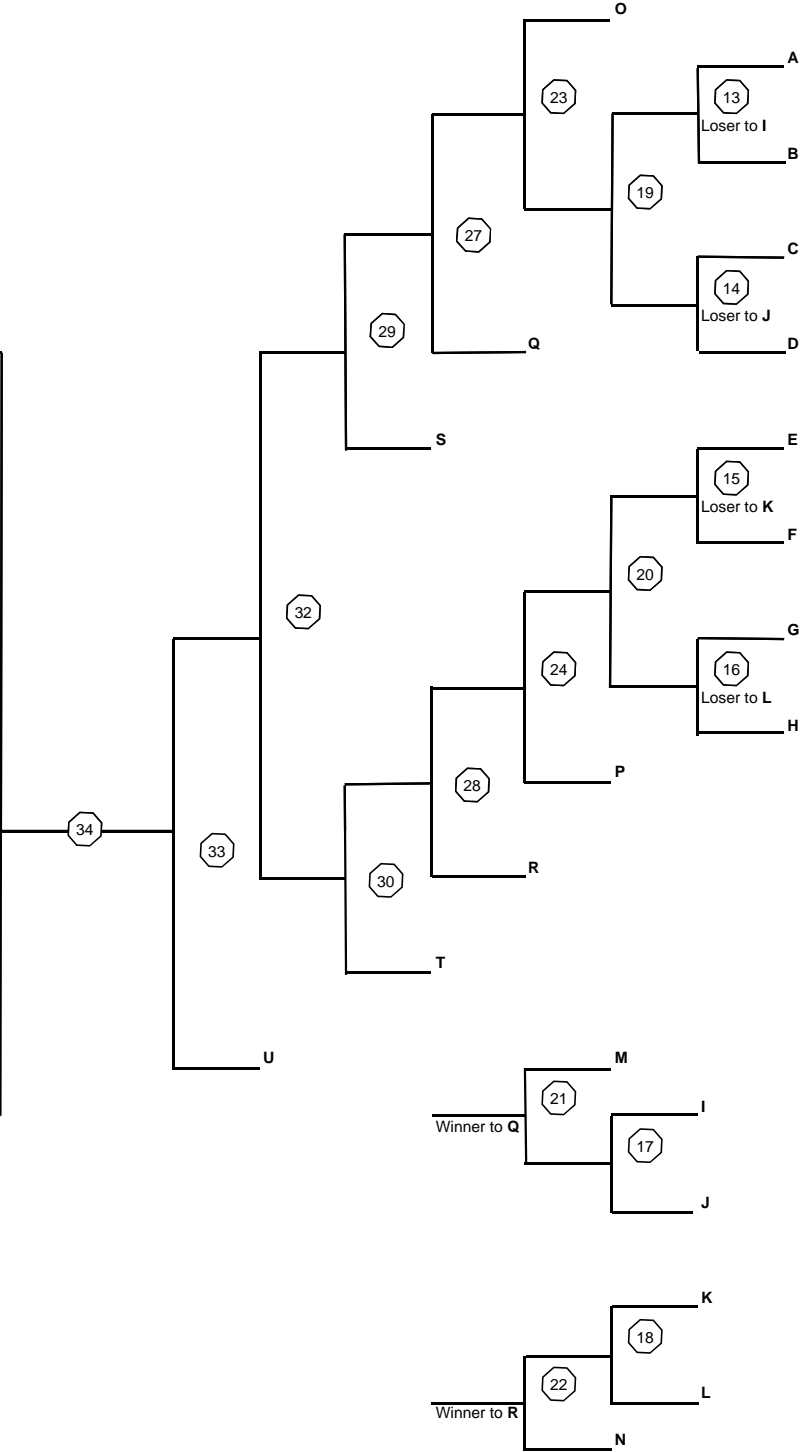 O
A
23
13
Loser to I
B
19
27
C
14
29
Loser to J
Q
D
S
E
15
Loser to K
F
20
32
G
24
16
Loser to L
H
P
28
34
33
R
30
T
U
M
21
I
Winner to Q
17
J
K
18
22
L
Winner to R
N